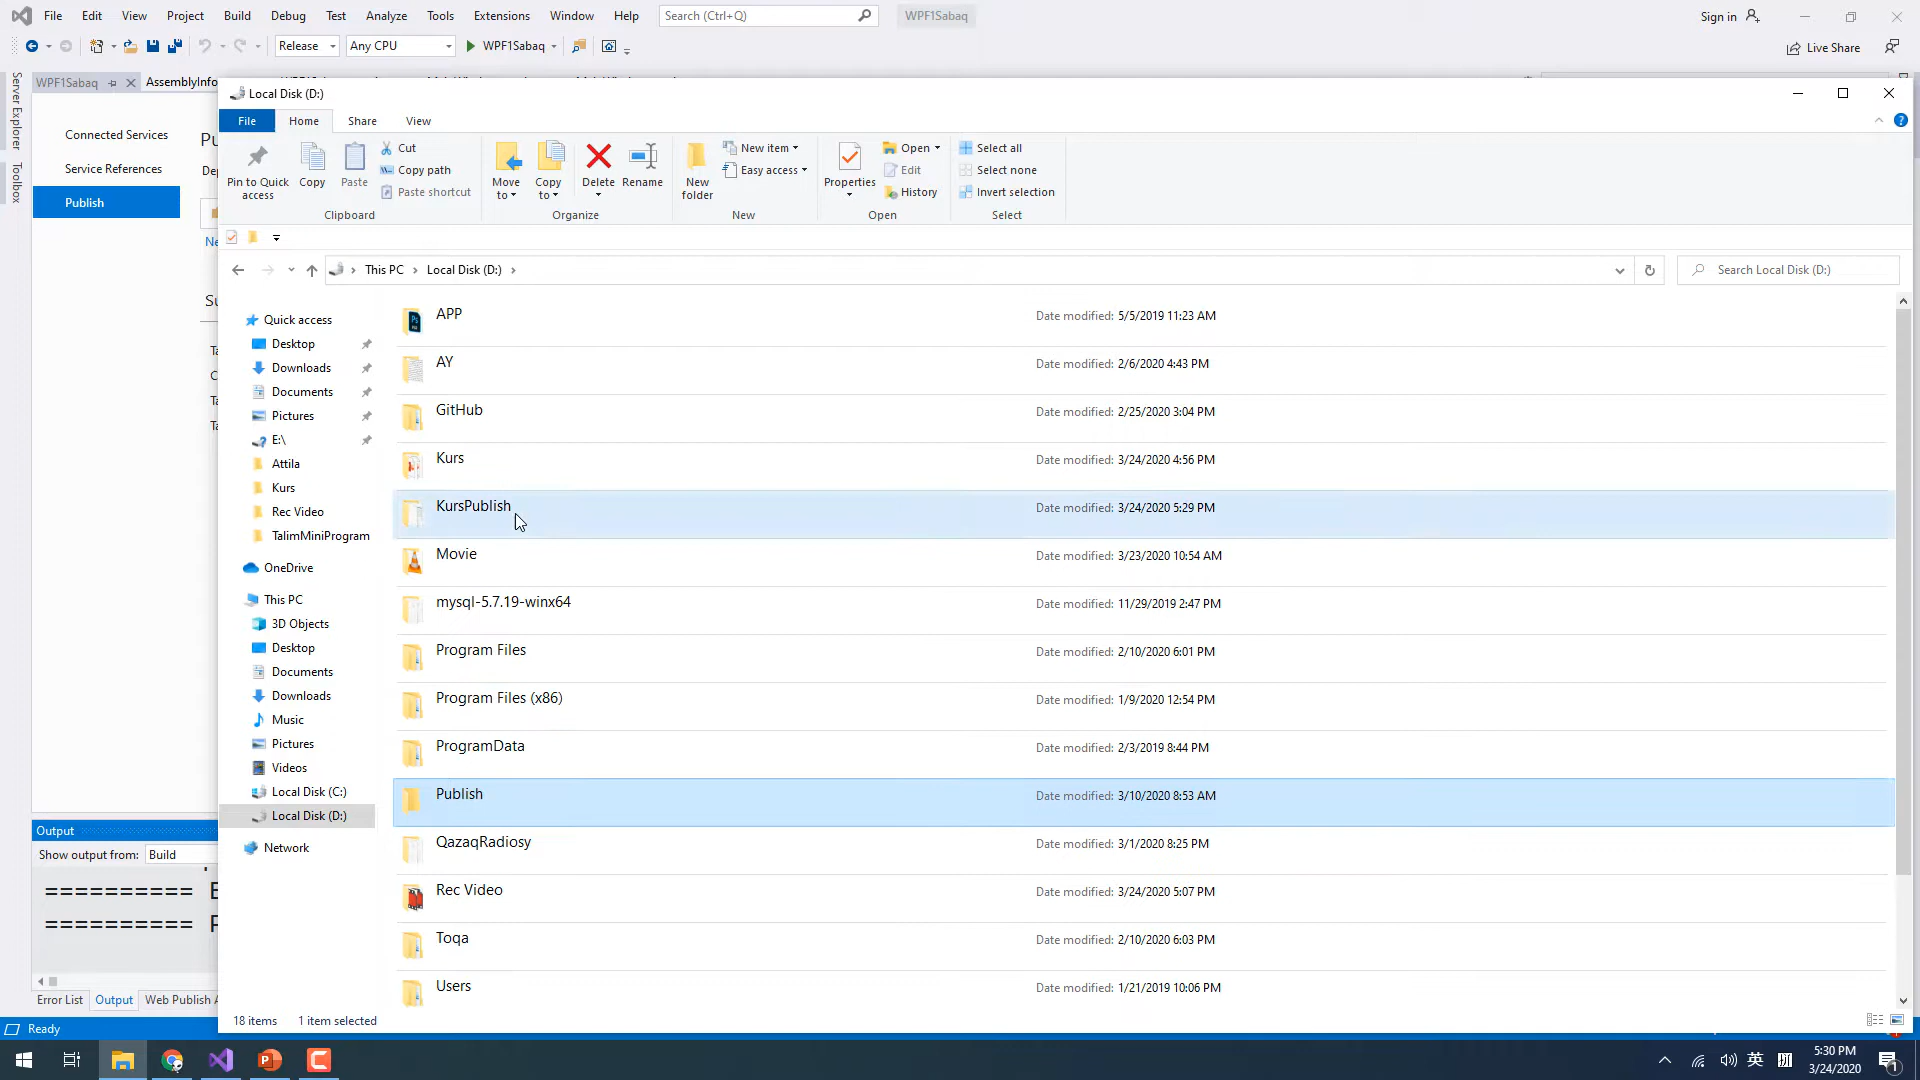 File Edit View Project Build Debug Test Analyze Tools Extensions Window Help Search (Ctrl+Q) WPF1Sabaq Sign in
Release Any CPU WPF1Sabaq Live Share
Server Explorer
Toolbox
WPF1Sabaq AssemblyInfo
Connected Services
Service References
Publish
Local Disk (D:)
File Home Share View
Pin to Quick access
Copy
Paste
Cut
Copy path
Paste shortcut
Clipboard
Move to
Copy to
Delete
Rename
Organize
New folder
New item
Easy access
New
Properties
Open
Edit
History
Open
Select all
Select none
Invert selection
Select
This PC Local Disk (D:) Search Local Disk (D:)
Quick access
Desktop
Downloads
Documents
Pictures
E:\
Attila
Kurs
Rec Video
TalimMiniProgram
OneDrive
This PC
3D Objects
Desktop
Documents
Downloads
Music
Pictures
Videos
Local Disk (C:)
Local Disk (D:)
Network
APP Date modified: 5/5/2019 11:23 AM
AY Date modified: 2/6/2020 4:43 PM
GitHub Date modified: 2/25/2020 3:04 PM
Kurs Date modified: 3/24/2020 4:56 PM
KursPublish Date modified: 3/24/2020 5:29 PM
Movie Date modified: 3/23/2020 10:54 AM
mysql-5.7.19-winx64 Date modified: 11/29/2019 2:47 PM
Program Files Date modified: 2/10/2020 6:01 PM
Program Files (x86) Date modified: 1/9/2020 12:54 PM
ProgramData Date modified: 2/3/2019 8:44 PM
Publish Date modified: 3/10/2020 8:53 AM
QazaqRadiosy Date modified: 3/1/2020 8:25 PM
Rec Video Date modified: 3/24/2020 5:07 PM
Toqa Date modified: 2/10/2020 6:03 PM
Users Date modified: 1/21/2019 10:06 PM
18 items 1 item selected
Output
Show output from: Build
==========
==========
Error List Output Web Publish
Ready
英
5:30 PM
3/24/2020
1